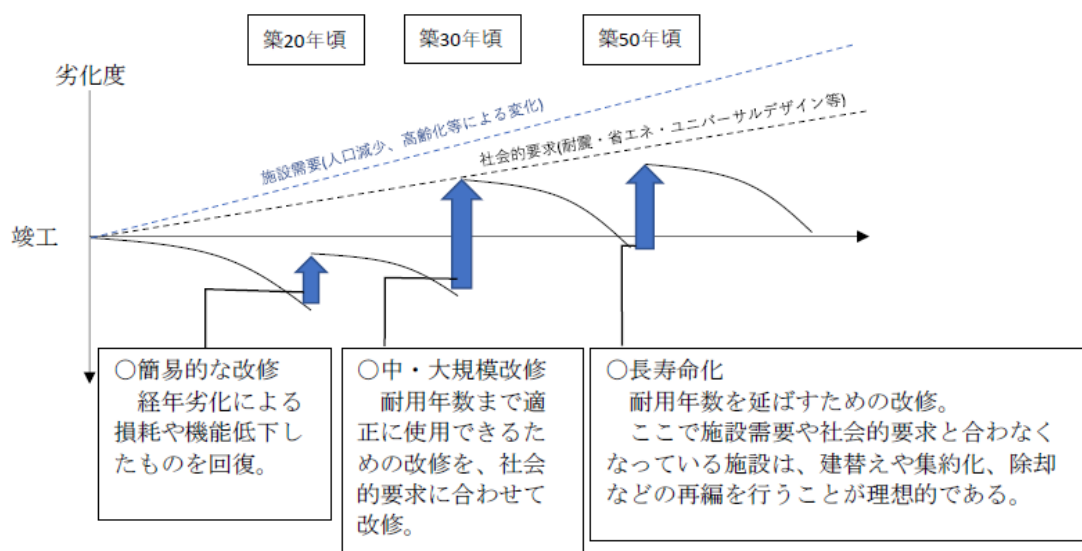 築20年頃
築30年頃
築50年頃
劣化度
施設需要(人口減少、高齢化等による変化)
社会的要求(耐震・省エネ・ユニバーサルデザイン等)
竣工
○簡易的な改修
経年劣化による
損耗や機能低下し
たものを回復。
○中・大規模改修
耐用年数まで適
正に使用できるた
めの改修を、社会
的要求に合わせて
改修。
○長寿命化
耐用年数を延ばすための改修。
ここで施設需要や社会的要求と合わなく
なっている施設は、建替えや集約化、除却
などの再編を行うことが理想的である。